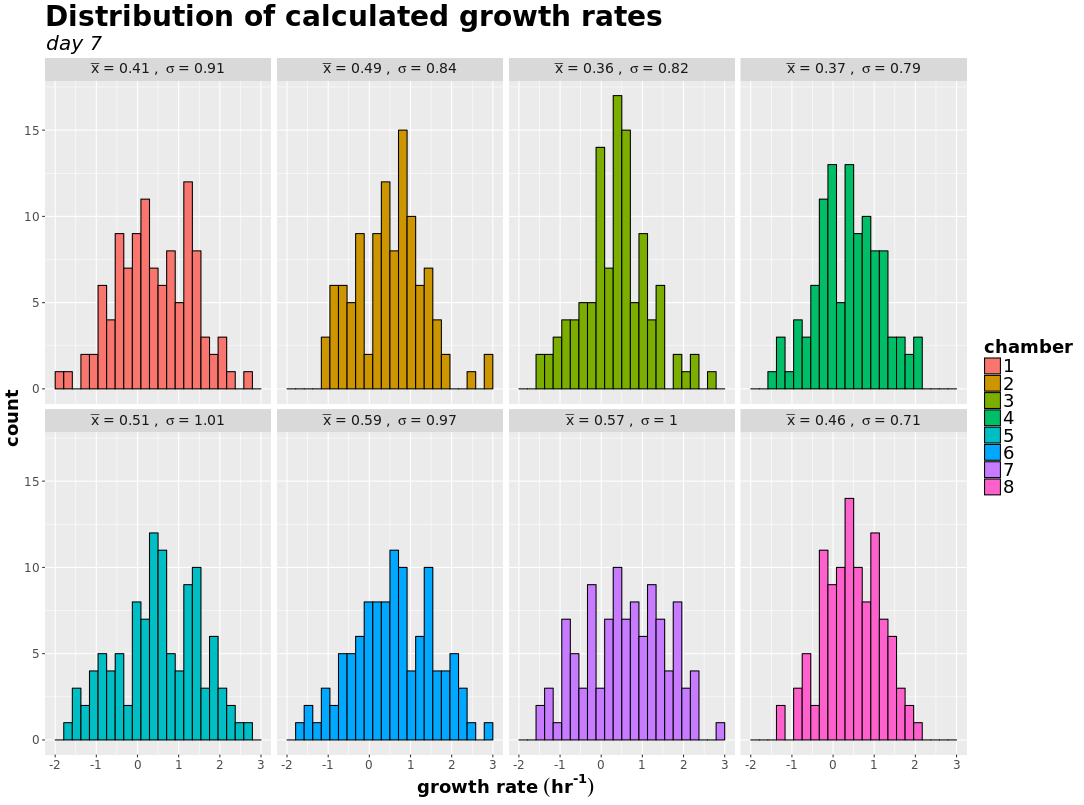 Distribution of calculated growth rates
day 7
x̅ = 0.41 , σ = 0.91
x̅ = 0.49 , σ = 0.84
x̅ = 0.36 , σ = 0.82
x̅ = 0.37 , σ = 0.79
15
10
5
0
x̅ = 0.51 , σ = 1.01
x̅ = 0.59 , σ = 0.97
x̅ = 0.57 , σ = 1
x̅ = 0.46 , σ = 0.71
15
10
5
0
-2 -1 0 1 2 3
-2 -1 0 1 2 3
-2 -1 0 1 2 3
-2 -1 0 1 2 3
count
growth rate (hr⁻¹)
chamber
1
2
3
4
5
6
7
8